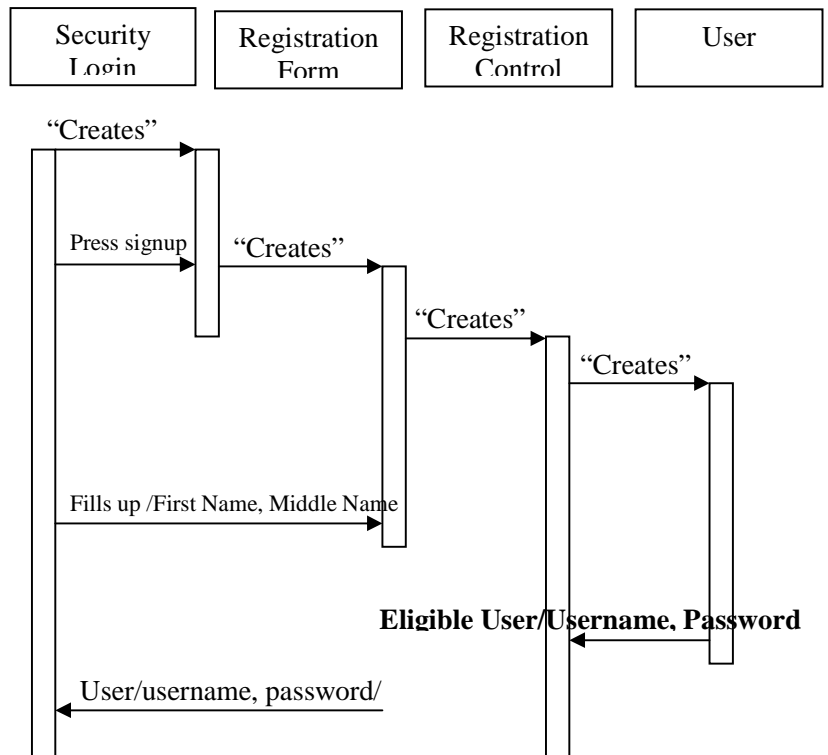 Security
Login
Registration
Form
Registration
Control
User
“Creates”
Press signup
“Creates”
“Creates”
“Creates”
Fills up /First Name, Middle Name
Eligible User/Username, Password
User/username, password/